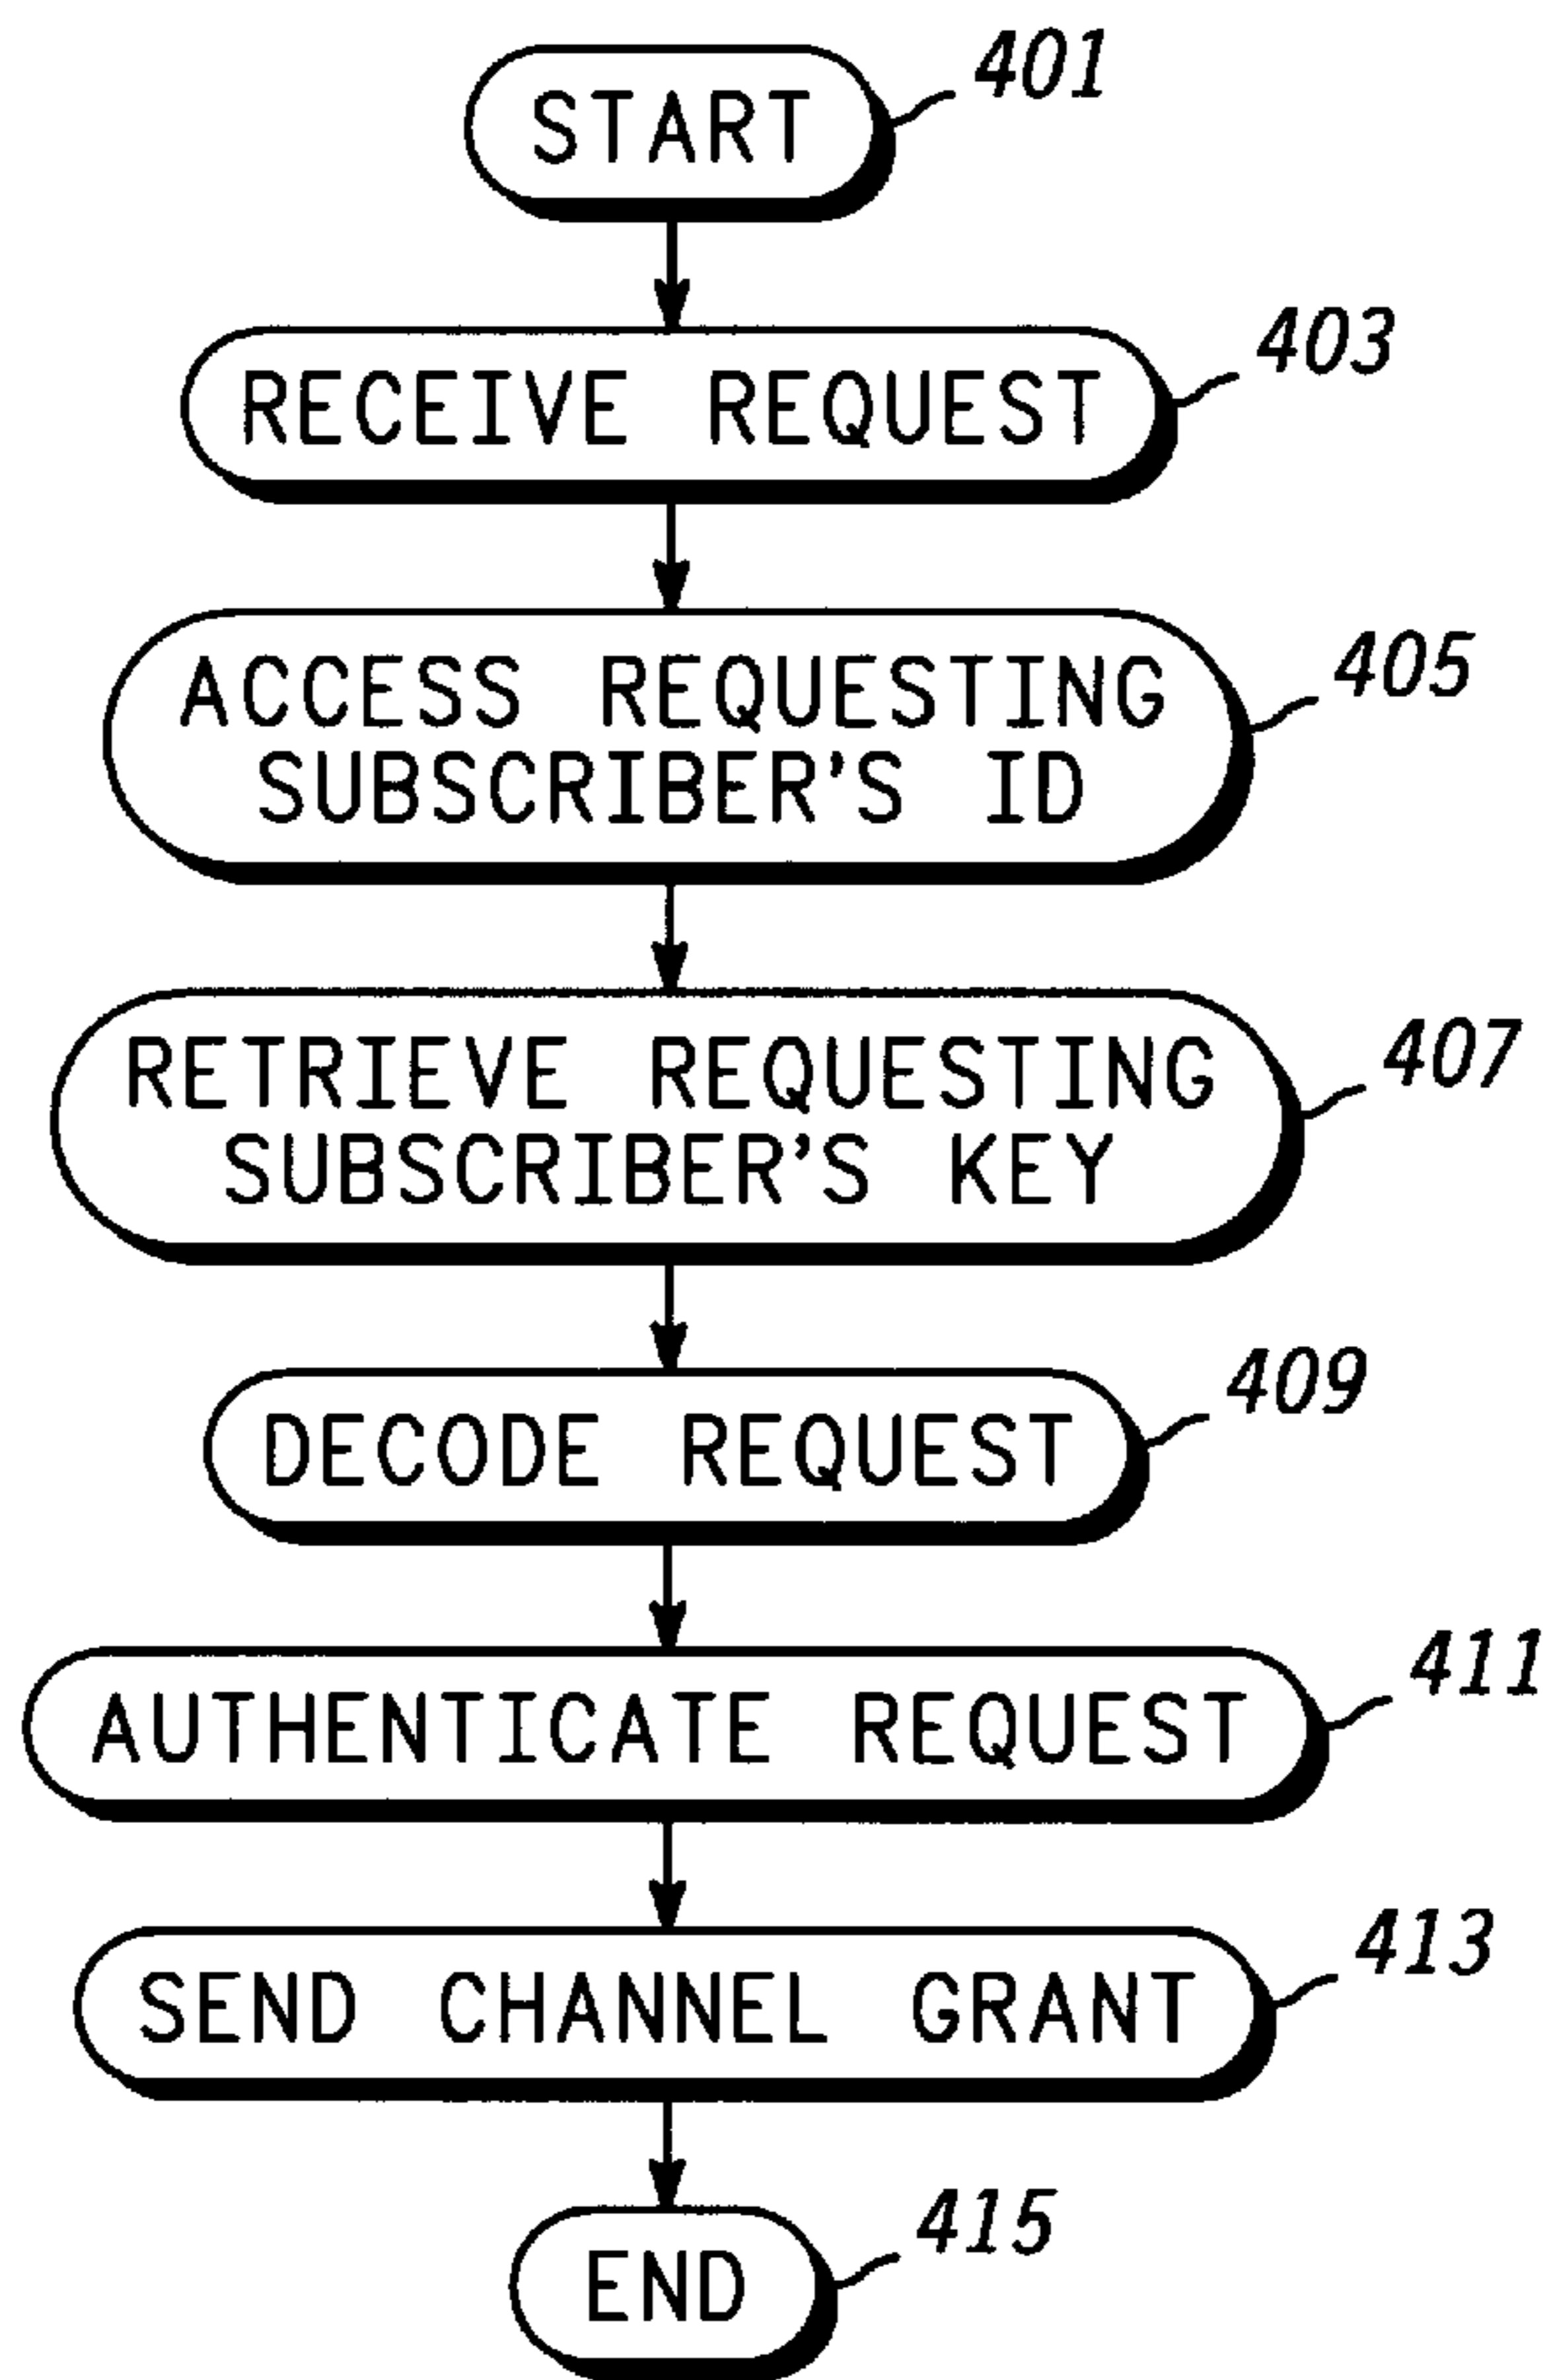 START
401
RECEIVE REQUEST
403
ACCESS REQUESTING
SUBSCRIBER'S ID
405
RETRIEVE REQUESTING
SUBSCRIBER'S KEY
407
DECODE REQUEST
409
AUTHENTICATE REQUEST
411
SEND CHANNEL GRANT
413
END
415